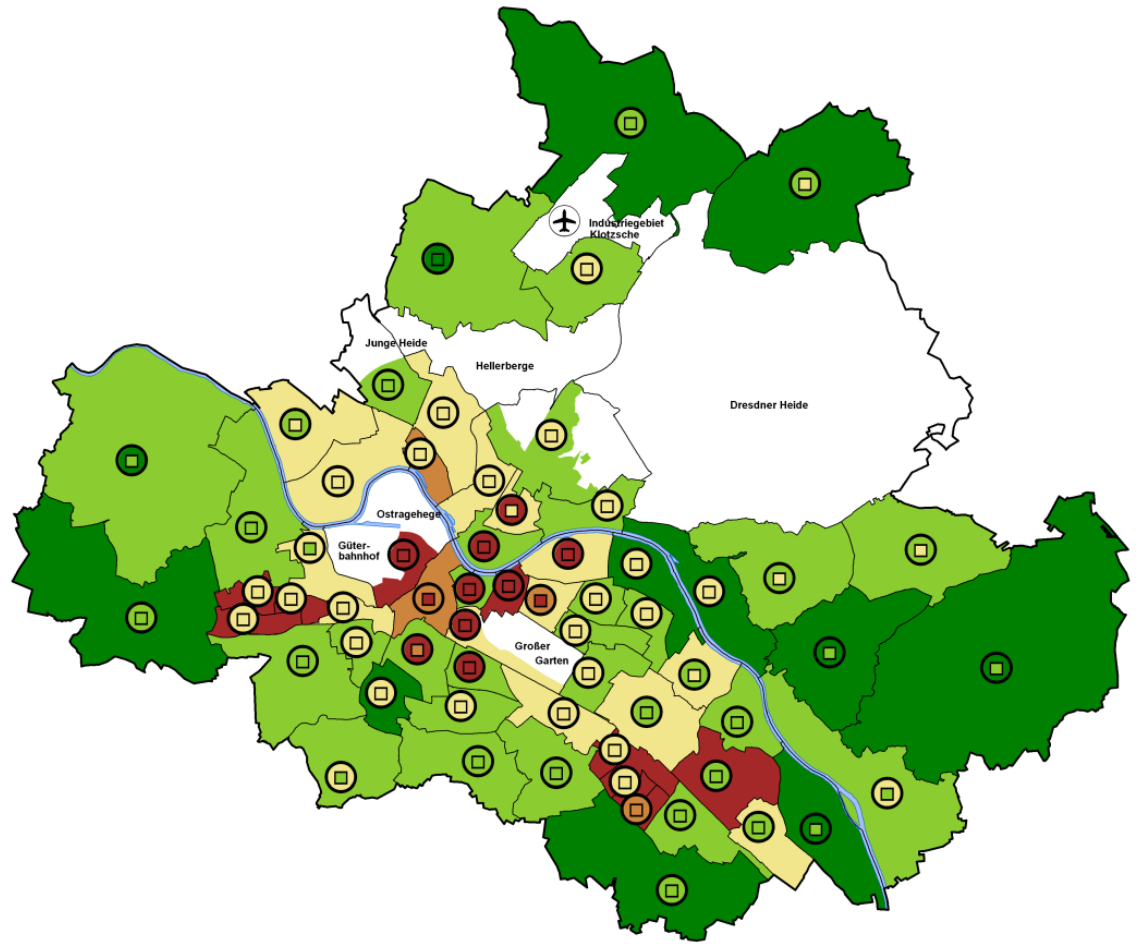 Industriegebiet
Klotzsche
Junge Heide
Hellerberge
Dresdner Heide
Ostragehege
Güter-
bahnhof
Großer
Garten